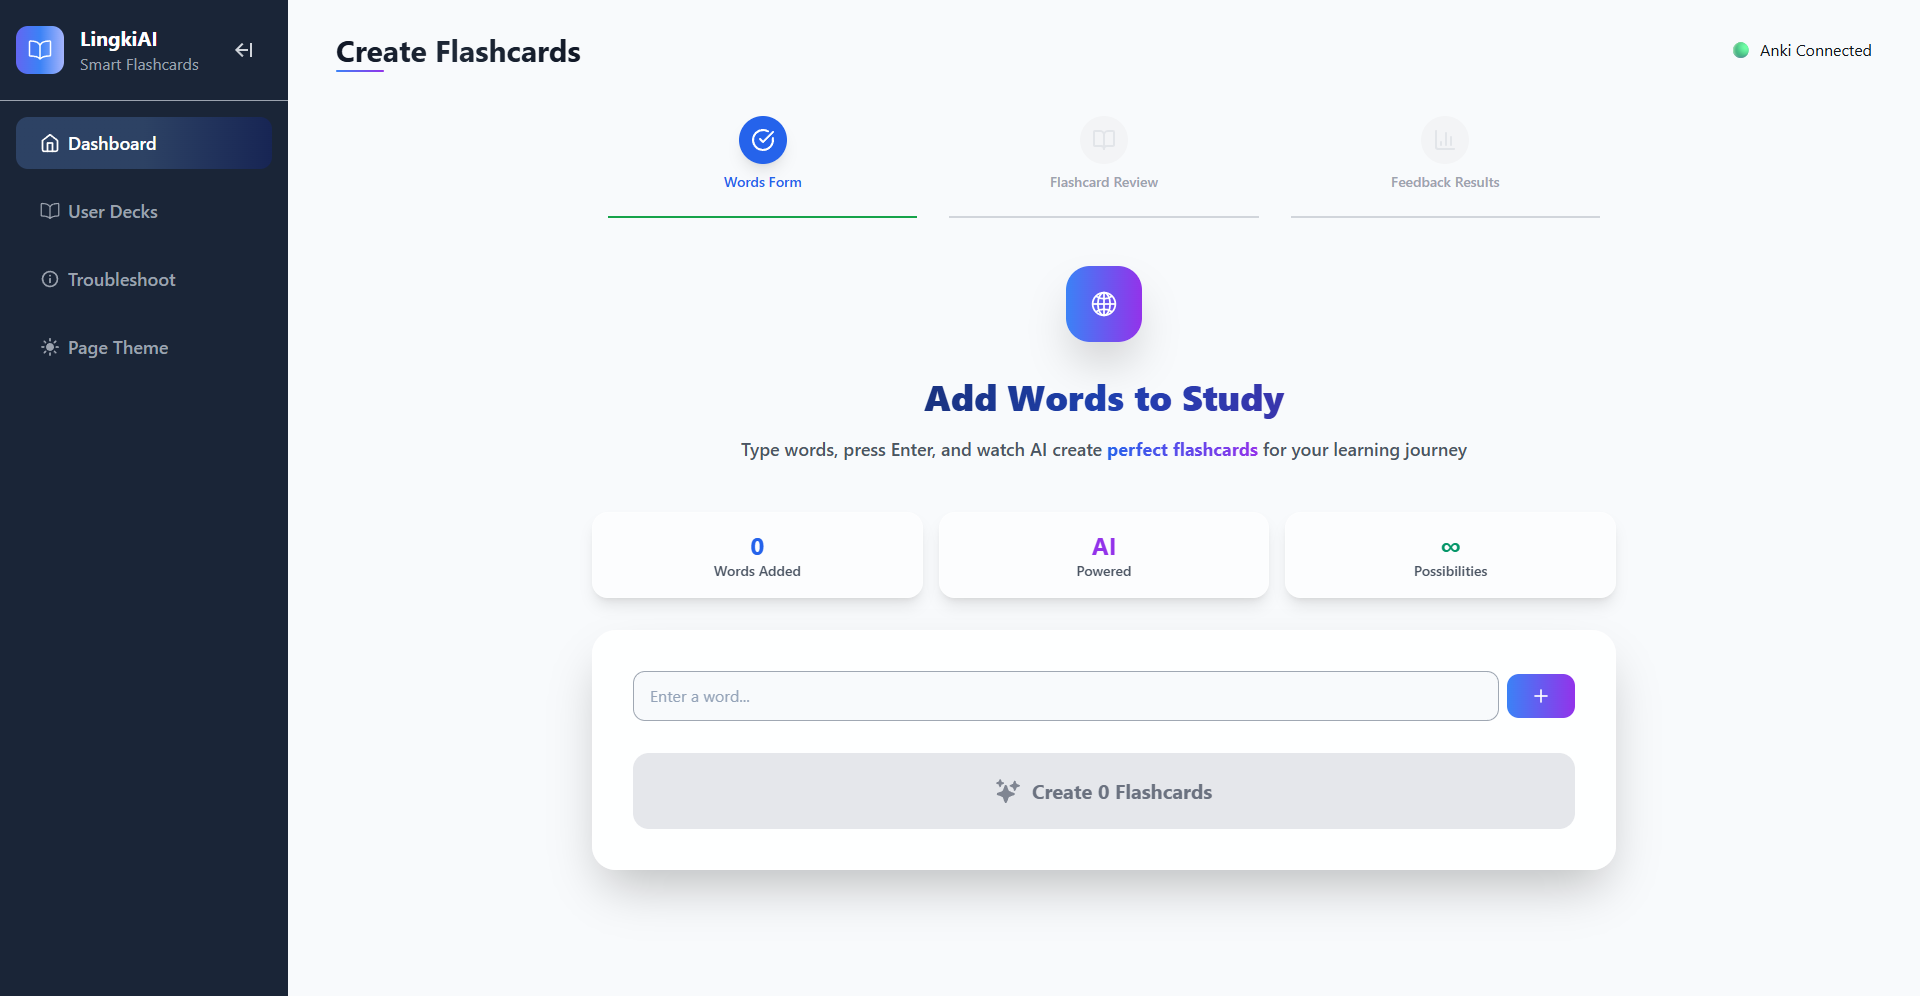 LingkiAI
Smart Flashcards
Dashboard
User Decks
Troubleshoot
Page Theme
Create Flashcards
Anki Connected
Words Form
Flashcard Review
Feedback Results
Add Words to Study
Type words, press Enter, and watch AI create perfect flashcards for your learning journey
0
Words Added
AI
Powered
∞
Possibilities
Enter a word...
+
Create 0 Flashcards